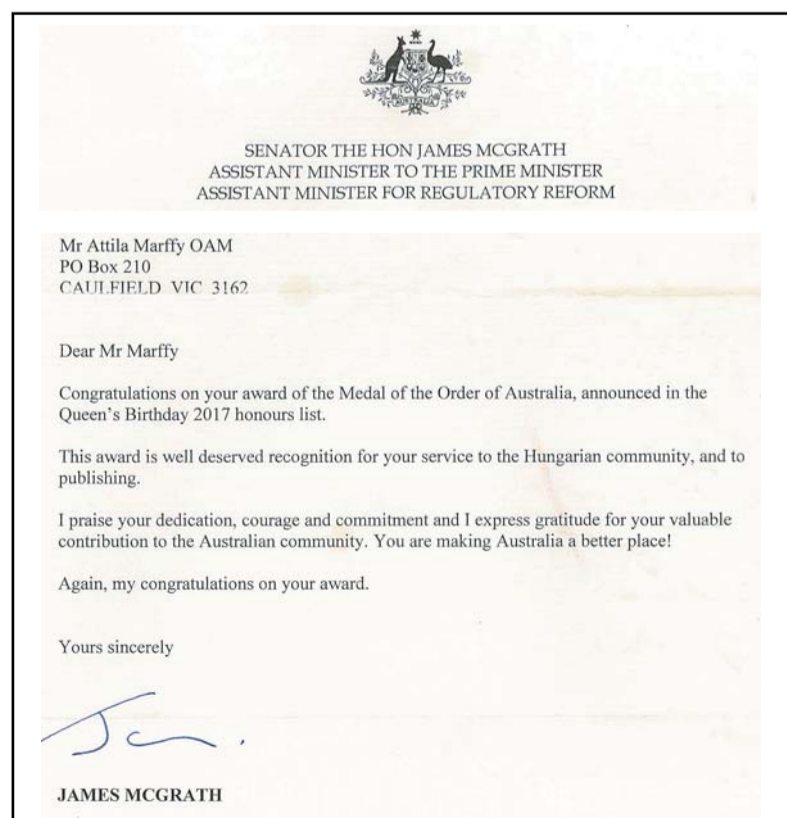 AUSTRALIA
SENATOR THE HON JAMES MCGRATH
ASSISTANT MINISTER TO THE PRIME MINISTER
ASSISTANT MINISTER FOR REGULATORY REFORM
Mr Attila Marffy OAM
PO Box 210
CAULFIELD VIC 3162
Dear Mr Marffy
Congratulations on your award of the Medal of the Order of Australia, announced in the
Queen's Birthday 2017 honours list.
This award is well deserved recognition for your service to the Hungarian community, and to
publishing.
I praise your dedication, courage and commitment and I express gratitude for your valuable
contribution to the Australian community. You are making Australia a better place!
Again, my congratulations on your award.
Yours sincerely
JAMES MCGRATH